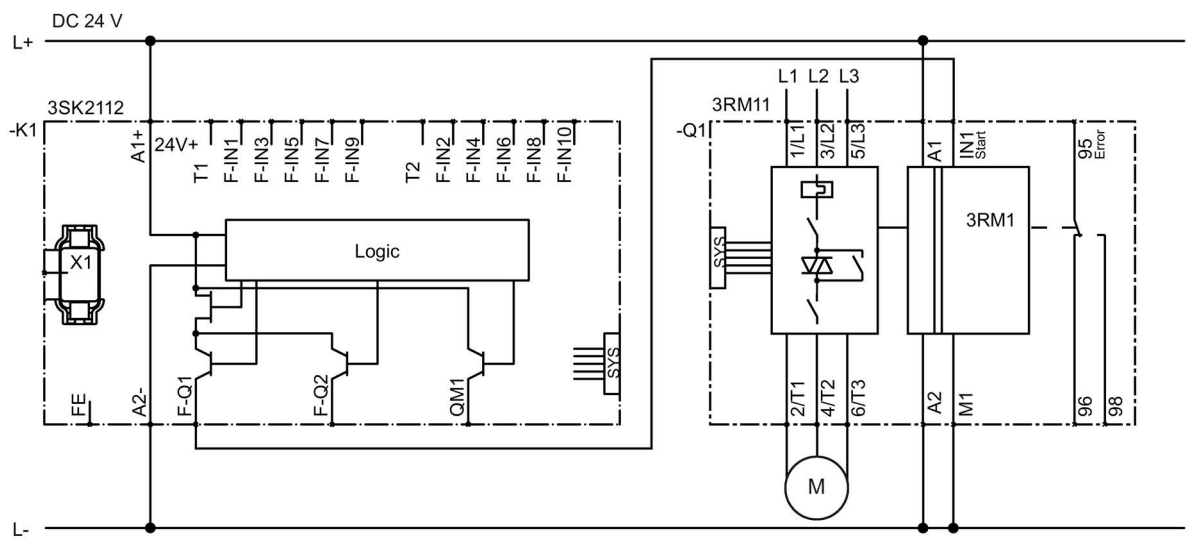 DC 24 V
L+
3SK2112
-K1
A1+
24V+
T1
F-IN1
F-IN3
F-IN5
F-IN7
F-IN9
T2
F-IN2
F-IN4
F-IN6
F-IN8
F-IN10
X1
Logic
SYS
FE
A2-
F-Q1
F-Q2
QM1
L1 L2 L3
3RM11
-Q1
1/L1
3/L2
5/L3
A1
IN1
Start
95
Error
SYS
3RM1
2/T1
4/T2
6/T3
A2
M1
96
98
M
L-